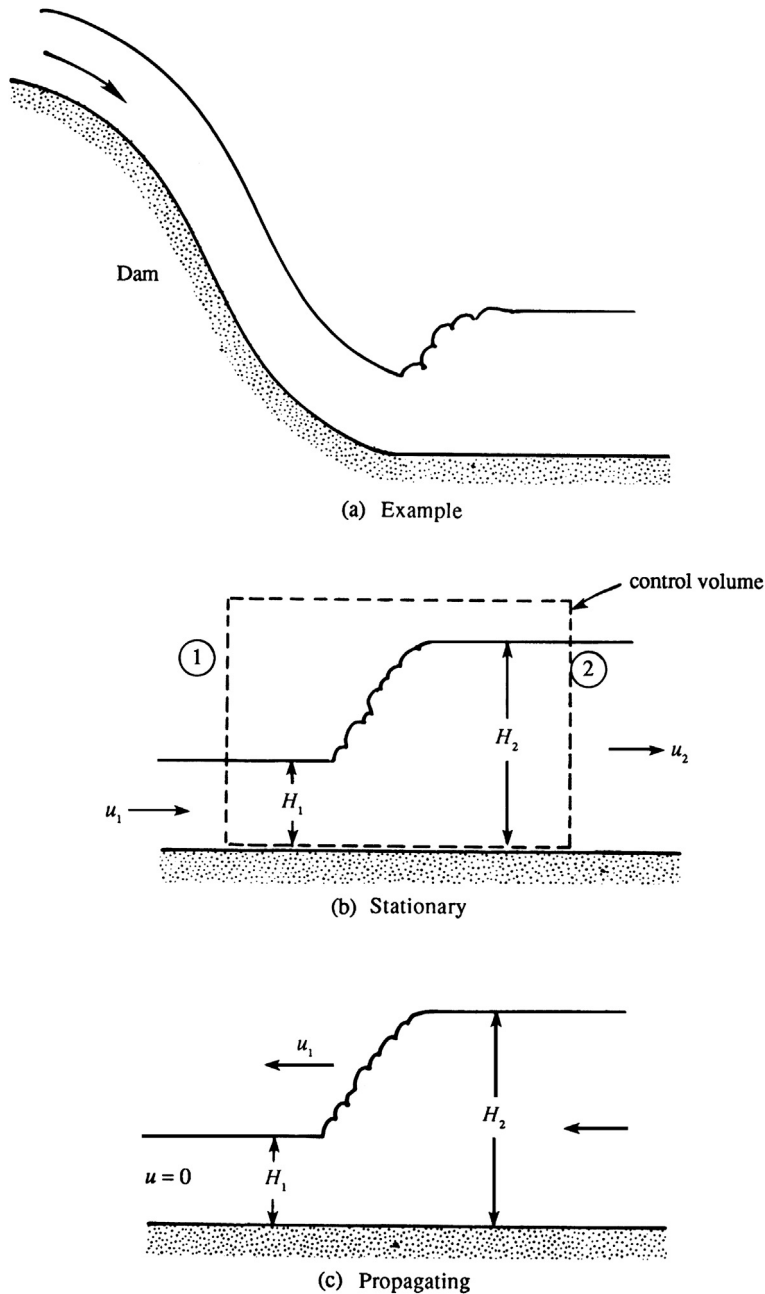 Dam
(a) Example
control volume
1
2
H₂
u₂
H₁
u₁
(b) Stationary
u₁
H₂
u = 0
H₁
(c) Propagating